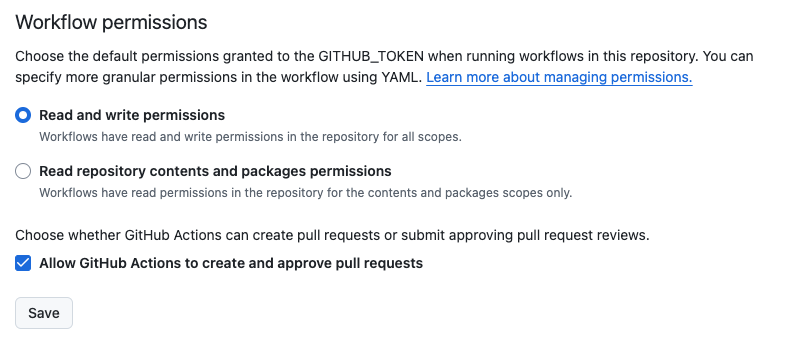 Workflow permissions
Choose the default permissions granted to the GITHUB_TOKEN when running workflows in this repository. You can
specify more granular permissions in the workflow using YAML. Learn more about managing permissions.
Read and write permissions
Workflows have read and write permissions in the repository for all scopes.
Read repository contents and packages permissions
Workflows have read permissions in the repository for the contents and packages scopes only.
Choose whether GitHub Actions can create pull requests or submit approving pull request reviews.
Allow GitHub Actions to create and approve pull requests
Save